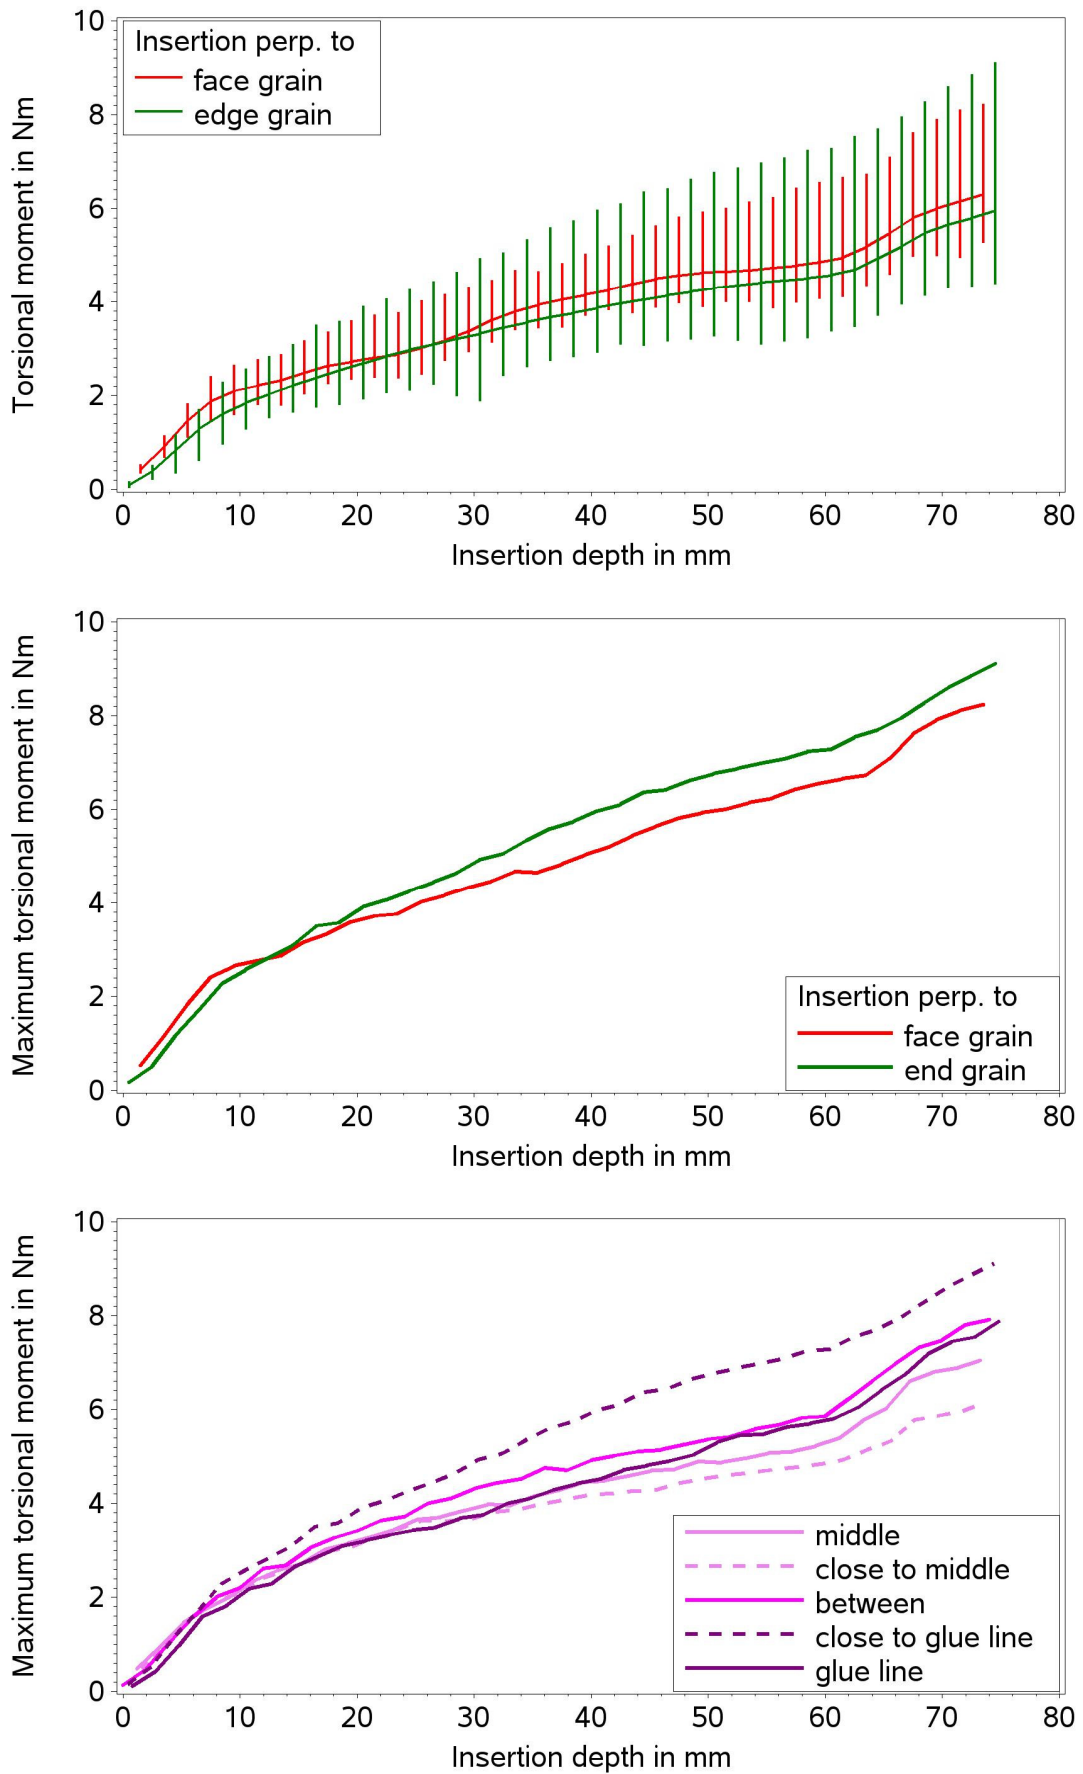 Torsional moment in Nm
10
8
6
4
2
0
Insertion perp. to
face grain
edge grain
0 10 20 30 40 50 60 70 80
Insertion depth in mm
Maximum torsional moment in Nm
10
8
6
4
2
0
Insertion perp. to
face grain
end grain
0 10 20 30 40 50 60 70 80
Insertion depth in mm
Maximum torsional moment in Nm
10
8
6
4
2
0
middle
close to middle
between
close to glue line
glue line
0 10 20 30 40 50 60 70 80
Insertion depth in mm